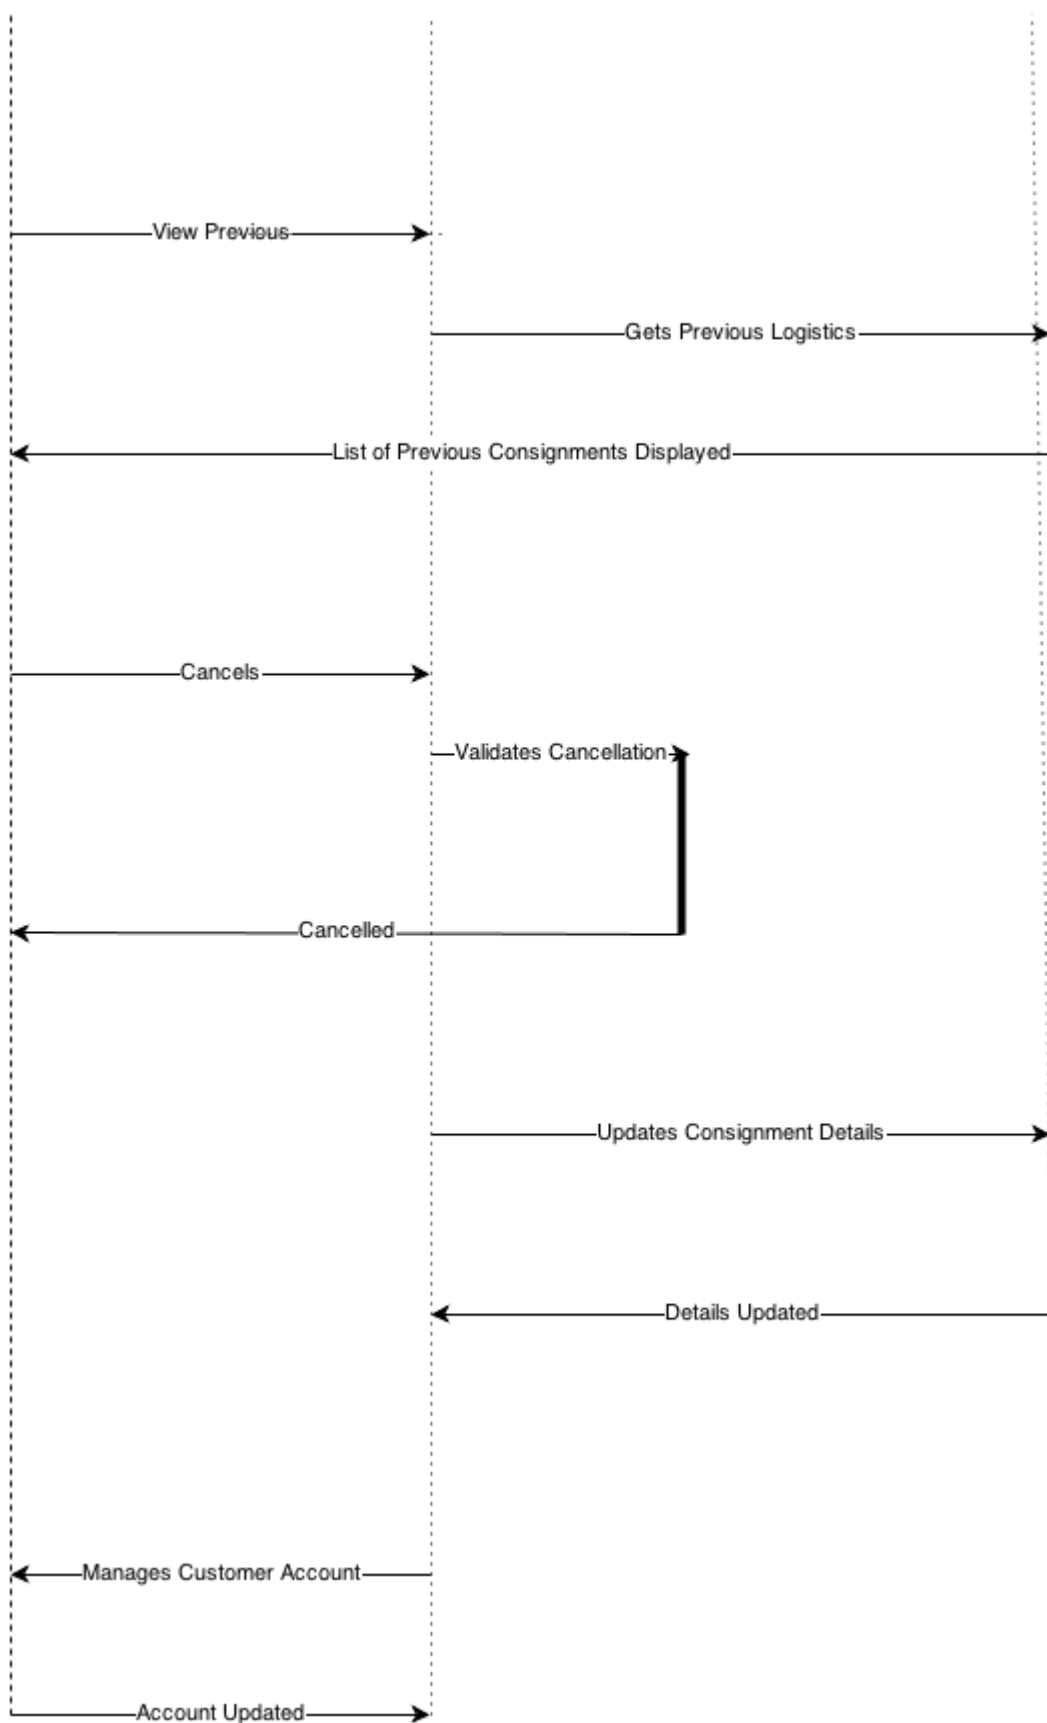 View Previous
Gets Previous Logistics
List of Previous Consignments Displayed
Cancels
Validates Cancellation
Cancelled
Updates Consignment Details
Details Updated
Manages Customer Account
Account Updated